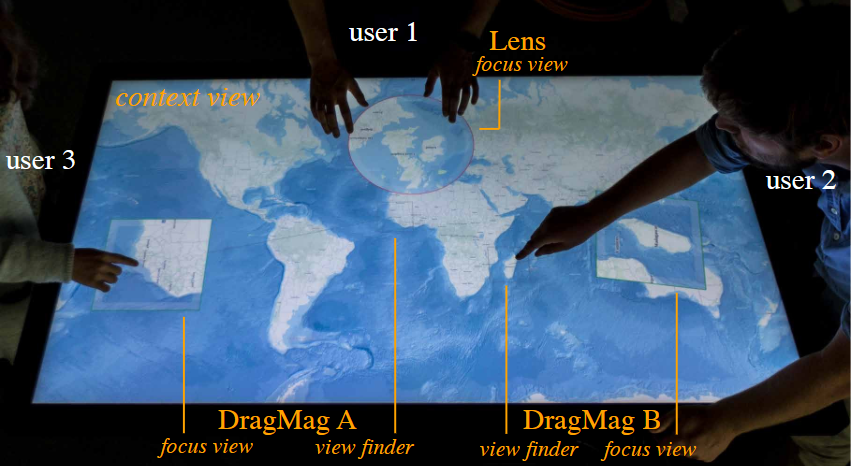 user 1
Lens
focus view
context view
user 3
user 2
DragMag A
DragMag B
focus view
view finder
view finder
focus view